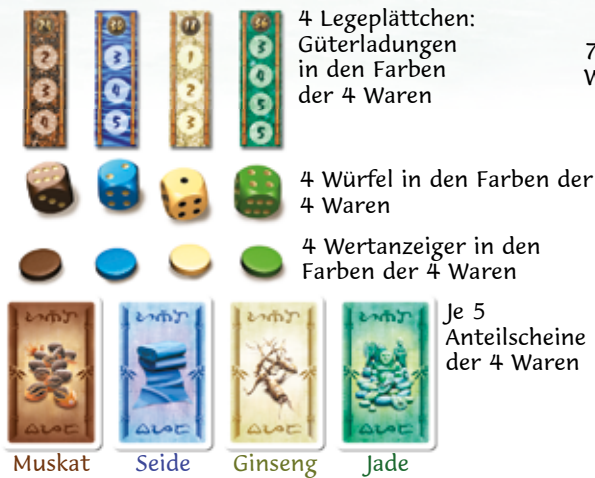 4 Legeplättchen:
Güterladungen
in den Farben
der 4 Waren
4 Würfel in den Farben der
4 Waren
4 Wertanzeiger in den
Farben der 4 Waren
Je 5
Anteilscheine
der 4 Waren
Muskat Seide Ginseng Jade